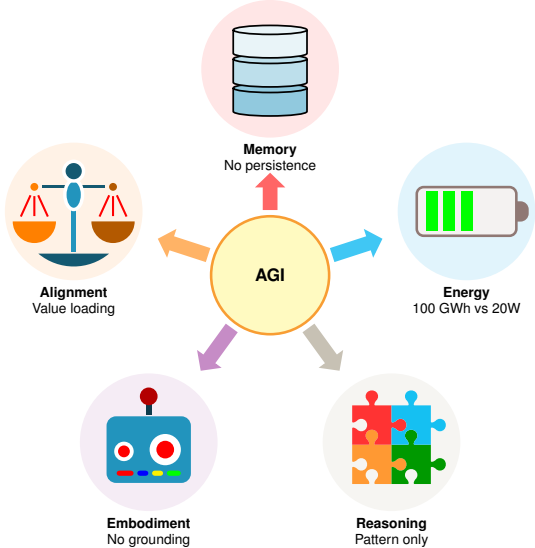 Memory
No persistence
Alignment
Value loading
AGI
Energy
100 GWh vs 20W
Embodiment
No grounding
Reasoning
Pattern only